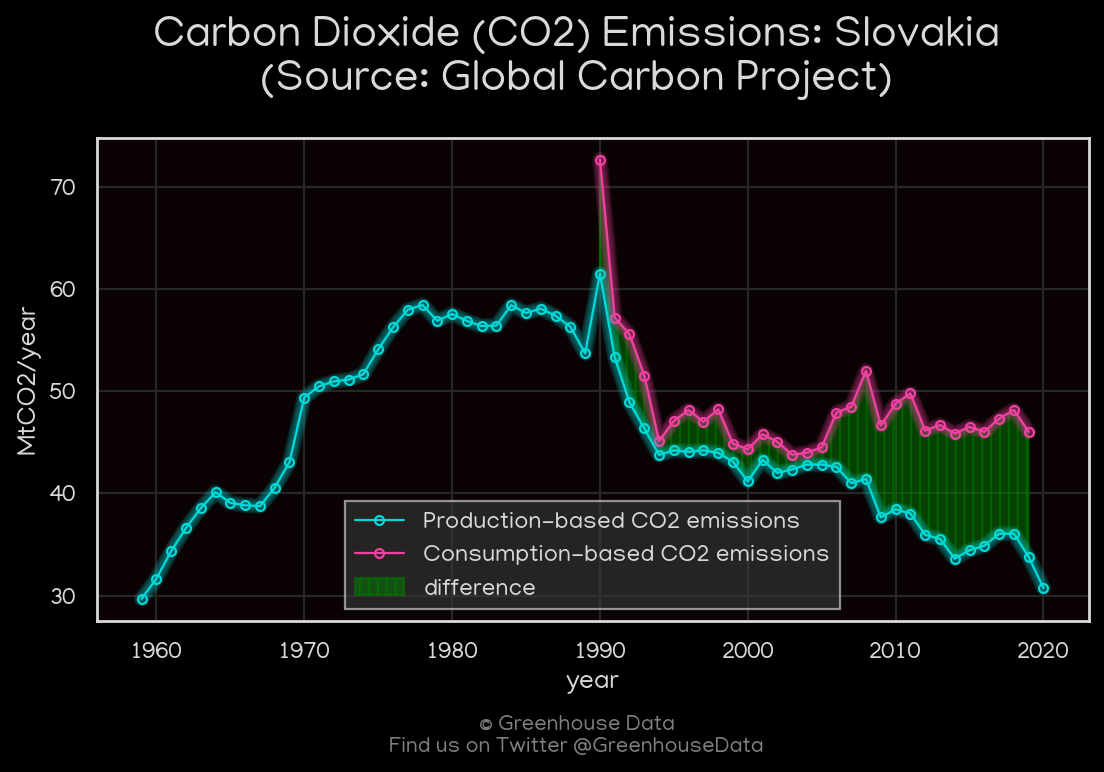 Carbon Dioxide (CO2) Emissions: Slovakia
(Source: Global Carbon Project)
MtCO2/year
70
60
50
40
30
Production-based CO2 emissions
Consumption-based CO2 emissions
difference
1960 1970 1980 1990 2000 2010 2020
year
© Greenhouse Data
Find us on Twitter @GreenhouseData